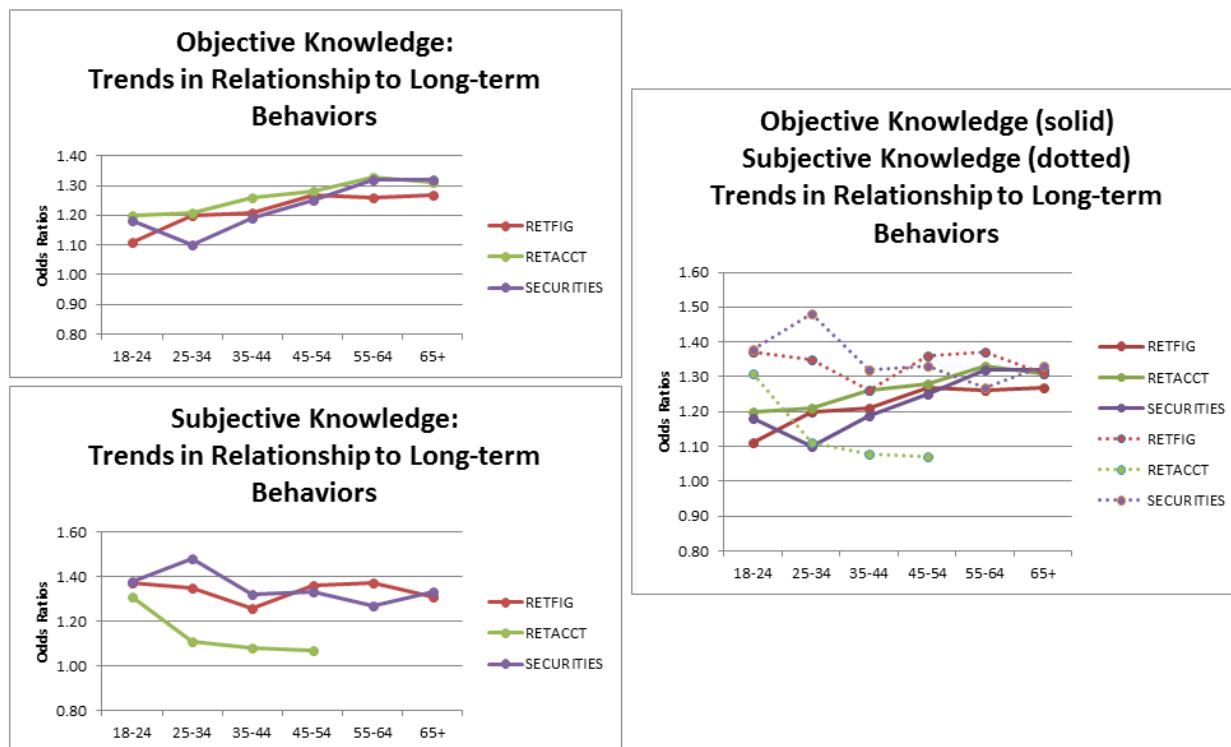 Objective Knowledge:
Trends in Relationship to Long-term
Behaviors
1.40
1.30
1.20
1.10
1.00
0.90
0.80
Odds Ratios
18-24 25-34 35-44 45-54 55-64 65+
RETFIG
RETACCT
SECURITIES
Subjective Knowledge:
Trends in Relationship to Long-term
Behaviors
1.60
1.40
1.20
1.00
0.80
Odds Ratios
18-24 25-34 35-44 45-54 55-64 65+
RETFIG
RETACCT
SECURITIES
Objective Knowledge (solid)
Subjective Knowledge (dotted)
Trends in Relationship to Long-term
Behaviors
1.60
1.50
1.40
1.30
1.20
1.10
1.00
0.90
0.80
Odds Ratios
18-24 25-34 35-44 45-54 55-64 65+
RETFIG
RETACCT
SECURITIES
RETFIG
RETACCT
SECURITIES